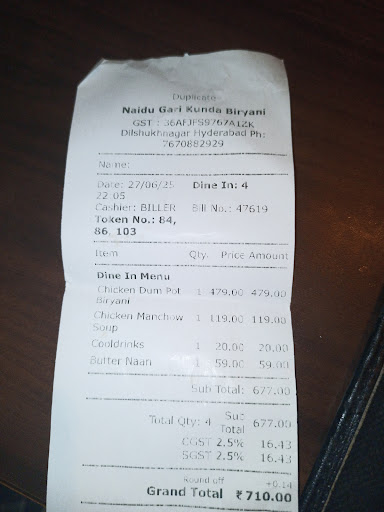 Duplicate
Naidu Gari Kunda Biryani
GST : 36AFJFS9767A1ZK
Dilshukhnagar Hyderabad Ph:
7670882929
Name:
Date: 27/06/25 Dine In: 4
22:05
Cashier: BILLER Bill No.: 47619
Token No.: 84,
86, 103
Item Qty. Price Amount
Dine In Menu
Chicken Dum Pot 1 479.00 479.00
Biryani
Chicken Manchow 1 119.00 119.00
Soup
Cooldrinks 1 20.00 20.00
Butter Naan 1 59.00 59.00
Sub Total: 677.00
Total Qty: 4 Sub 677.00
Total
CGST 2.5% 16.43
SGST 2.5% 16.43
Round off +0.14
Grand Total ₹710.00